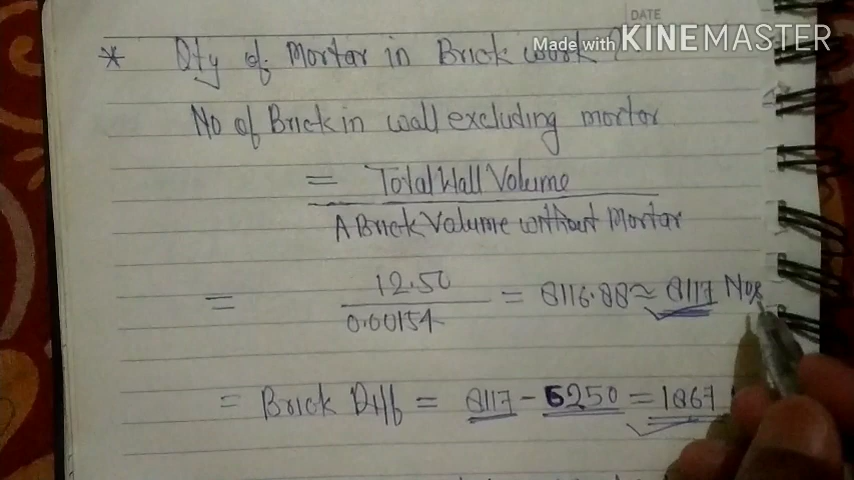 DATE
Made with KINEMASTER
* Qty of Mortar in Brick work ?
No of Brick in wall excluding mortar
= Total Wall Volume
A Brick Volume without Mortar
= 12.50 = 8116.88 ≈ 8117 Nos
0.00154
= Brick Diff = 8117 - 6250 = 1867